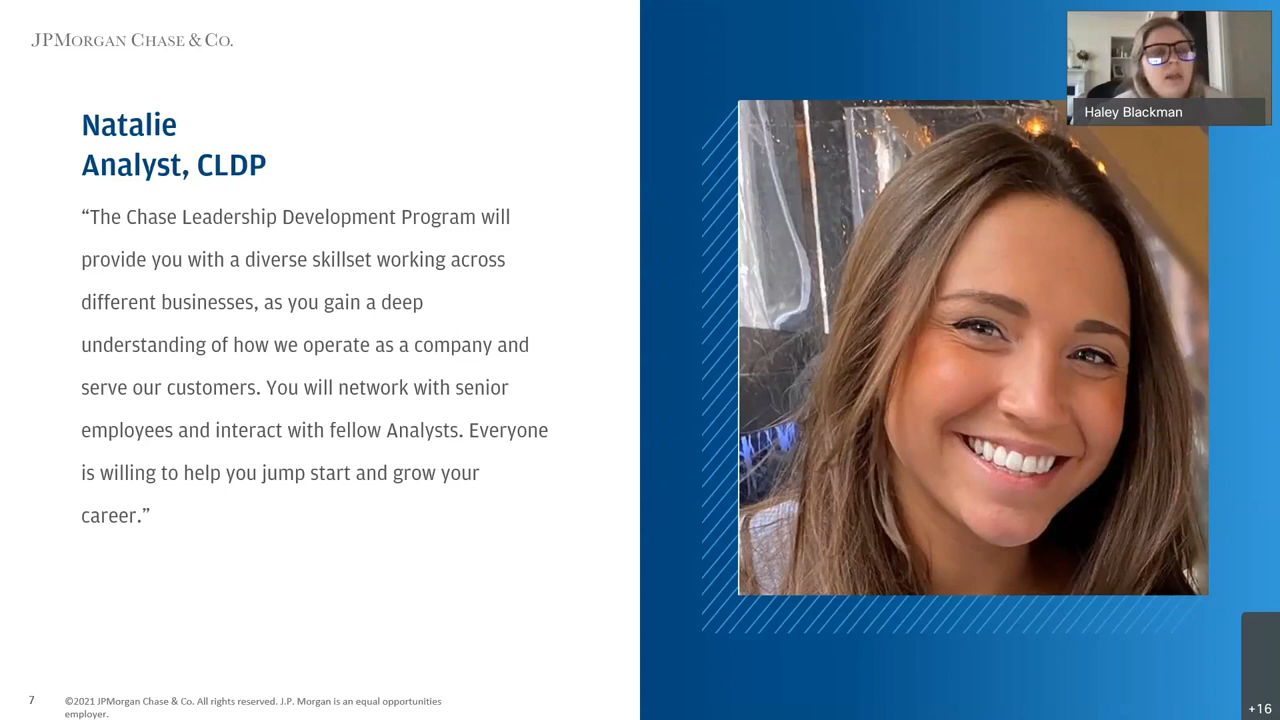 JPMORGAN CHASE & CO.
Haley Blackman
Natalie
Analyst, CLDP
“The Chase Leadership Development Program will
provide you with a diverse skillset working across
different businesses, as you gain a deep
understanding of how we operate as a company and
serve our customers. You will network with senior
employees and interact with fellow Analysts. Everyone
is willing to help you jump start and grow your
career.”
7
©2021 JPMorgan Chase & Co. All rights reserved. J.P. Morgan is an equal opportunities
employer.
+16